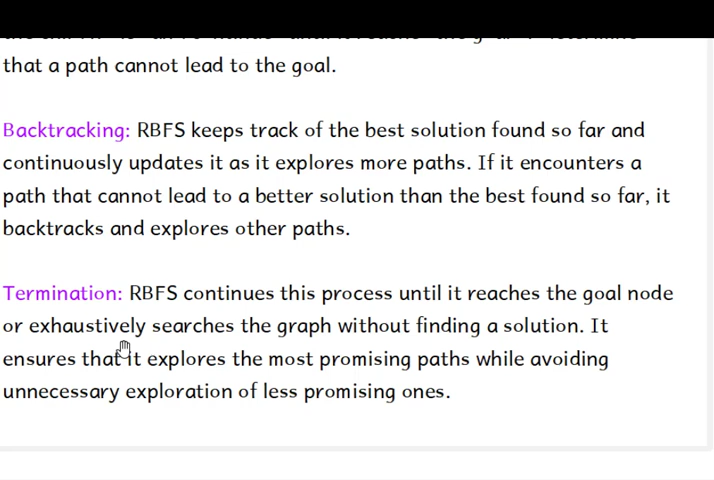 that a path cannot lead to the goal.
Backtracking: RBFS keeps track of the best solution found so far and
continuously updates it as it explores more paths. If it encounters a
path that cannot lead to a better solution than the best found so far, it
backtracks and explores other paths.
Termination: RBFS continues this process until it reaches the goal node
or exhaustively searches the graph without finding a solution. It
ensures that it explores the most promising paths while avoiding
unnecessary exploration of less promising ones.